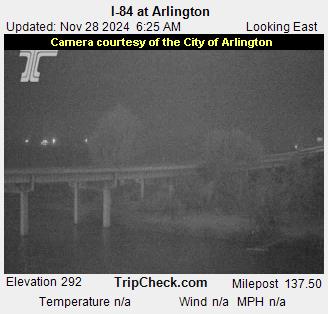 I-84 at Arlington
Updated: Nov 28 2024 6:25 AM Looking East
Camera courtesy of the City of Arlington
Elevation 292 TripCheck.com Milepost 137.50
Temperature n/a Wind n/a MPH n/a